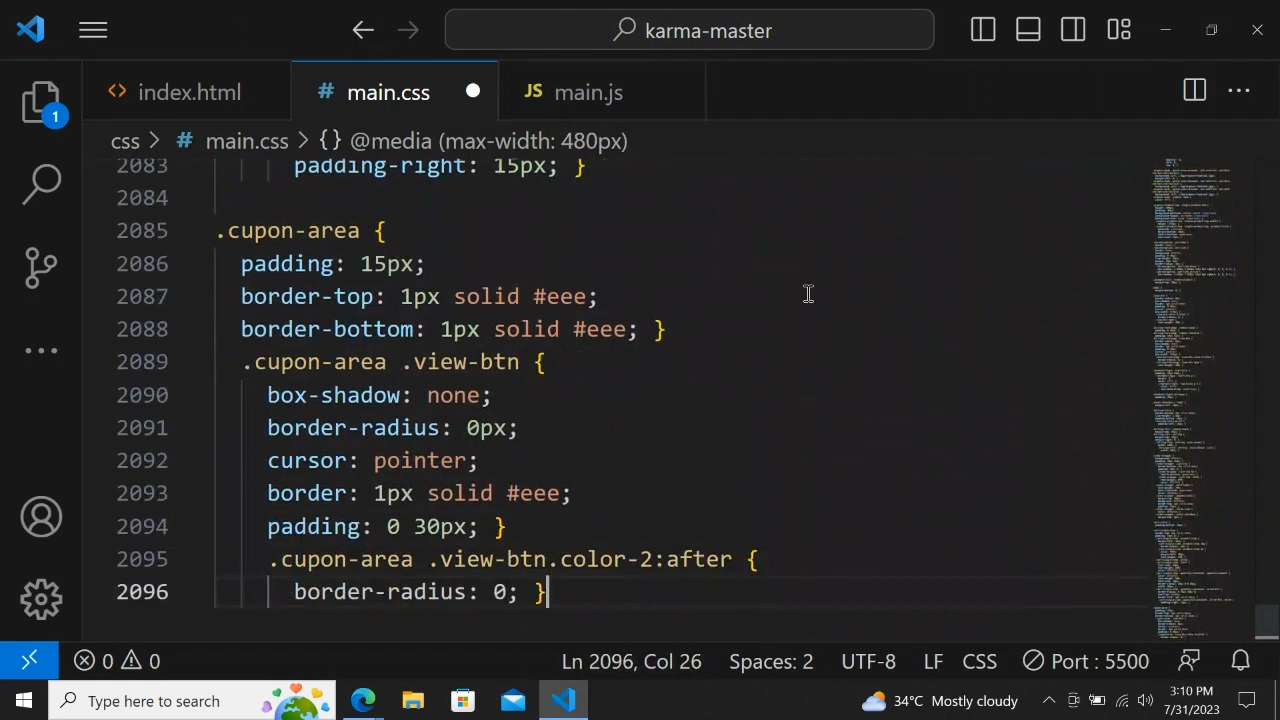 karma-master
index.html
# main.css
JS main.js
css > # main.css > {} @media (max-width: 480px)
2083 padding-right: 15px; }
2084
2085 .cupon-area {
2086 padding: 15px;
2087 border-top: 1px solid #eee;
2088 border-bottom: 1px solid #eee; }
2089 .cupon-area .view-btn {
2090 box-shadow: none;
2091 border-radius: 0px;
2092 cursor: pointer;
2093 border: 1px solid #eee;
2094 padding: 0 30px; }
2095 .cupon-area .view-btn.color-2:after {
2096 border-radius: 0; }
1
0 0 Ln 2096, Col 26 Spaces: 2 UTF-8 LF CSS Port : 5500
Type here to search
34°C Mostly cloudy
3:10 PM
7/31/2023